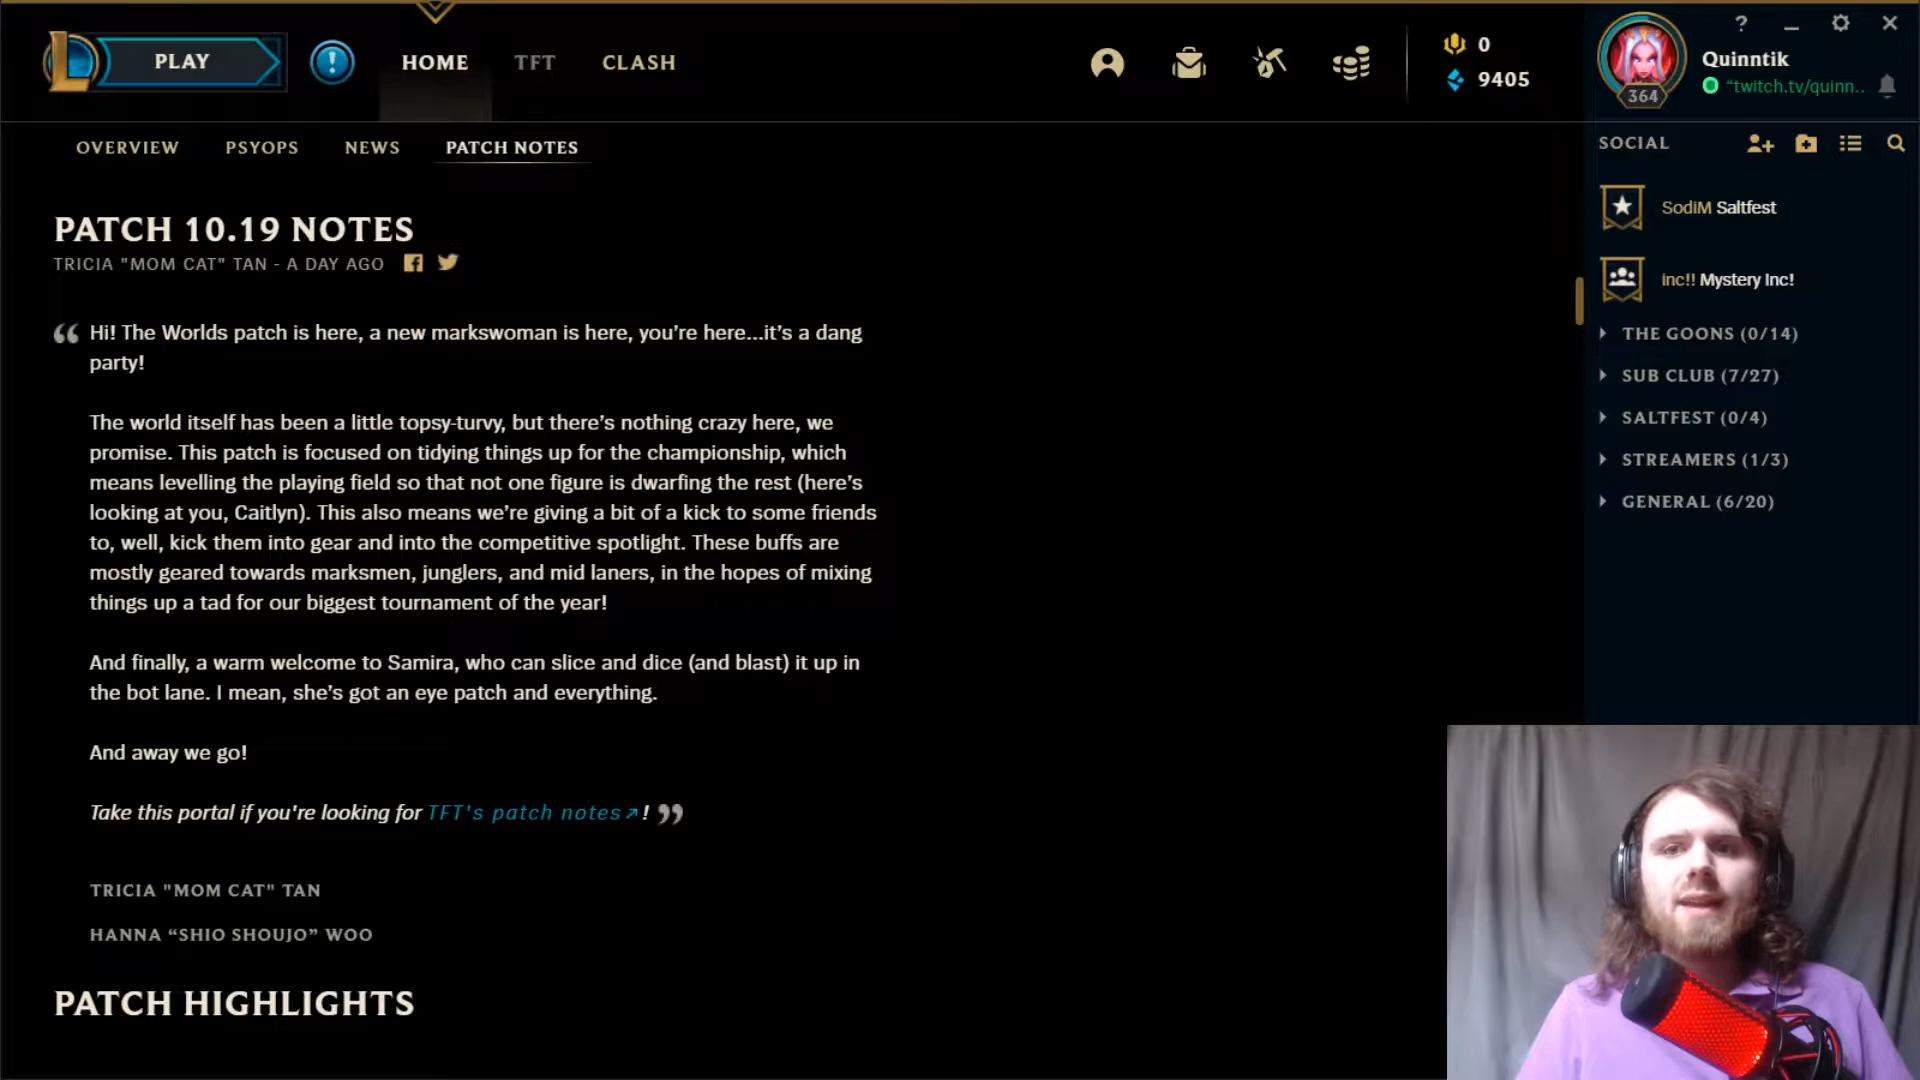 PLAY
HOME
TFT
CLASH
0
9405
?
Quinntik
364
“twitch.tv/quinn..
OVERVIEW
PSYOPS
NEWS
PATCH NOTES
SOCIAL
PATCH 10.19 NOTES
TRICIA "MOM CAT" TAN - A DAY AGO
Hi! The Worlds patch is here, a new markswoman is here, you’re here...it’s a dang
party!
The world itself has been a little topsy-turvy, but there’s nothing crazy here, we
promise. This patch is focused on tidying things up for the championship, which
means levelling the playing field so that not one figure is dwarfing the rest (here’s
looking at you, Caitlyn). This also means we’re giving a bit of a kick to some friends
to, well, kick them into gear and into the competitive spotlight. These buffs are
mostly geared towards marksmen, junglers, and mid laners, in the hopes of mixing
things up a tad for our biggest tournament of the year!
And finally, a warm welcome to Samira, who can slice and dice (and blast) it up in
the bot lane. I mean, she’s got an eye patch and everything.
And away we go!
Take this portal if you're looking for TFT's patch notes↗!
TRICIA "MOM CAT" TAN
HANNA “SHIO SHOUJO” WOO
PATCH HIGHLIGHTS
SodiM Saltfest
inc!! Mystery Inc!
THE GOONS (0/14)
SUB CLUB (7/27)
SALTFEST (0/4)
STREAMERS (1/3)
GENERAL (6/20)